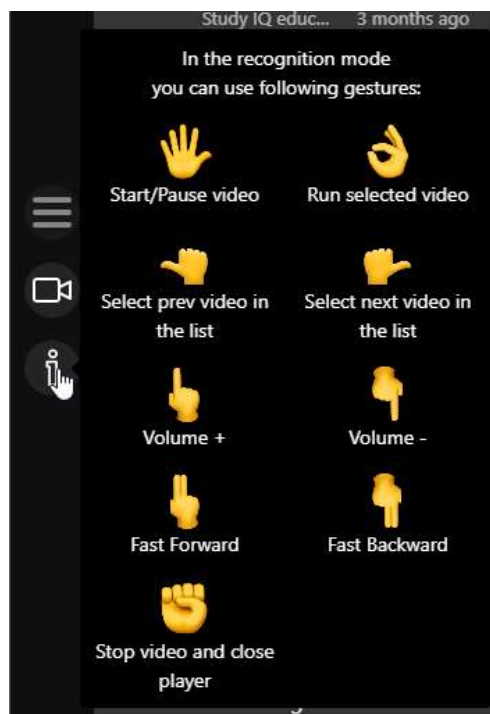 Study IQ educ... 3 months ago
In the recognition mode
you can use following gestures:
Start/Pause video
Run selected video
Select prev video in
the list
Select next video in
the list
Volume +
Volume -
Fast Forward
Fast Backward
Stop video and close
player